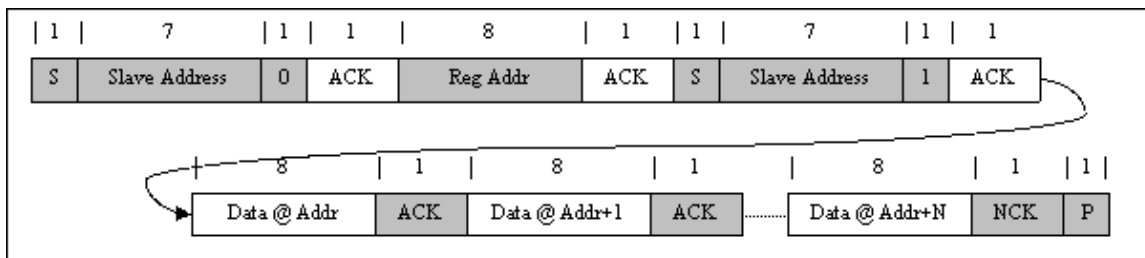 | 1 | 7 | 1 | 1 | 8 | 1 | 1 | 7 | 1 | 1
S Slave Address 0 ACK Reg Addr ACK S Slave Address 1 ACK
| 8 | 1 | 8 | 1 | 8 | 1 | 1 |
Data @ Addr ACK Data @ Addr+1 ACK .......... Data @ Addr+N NCK P